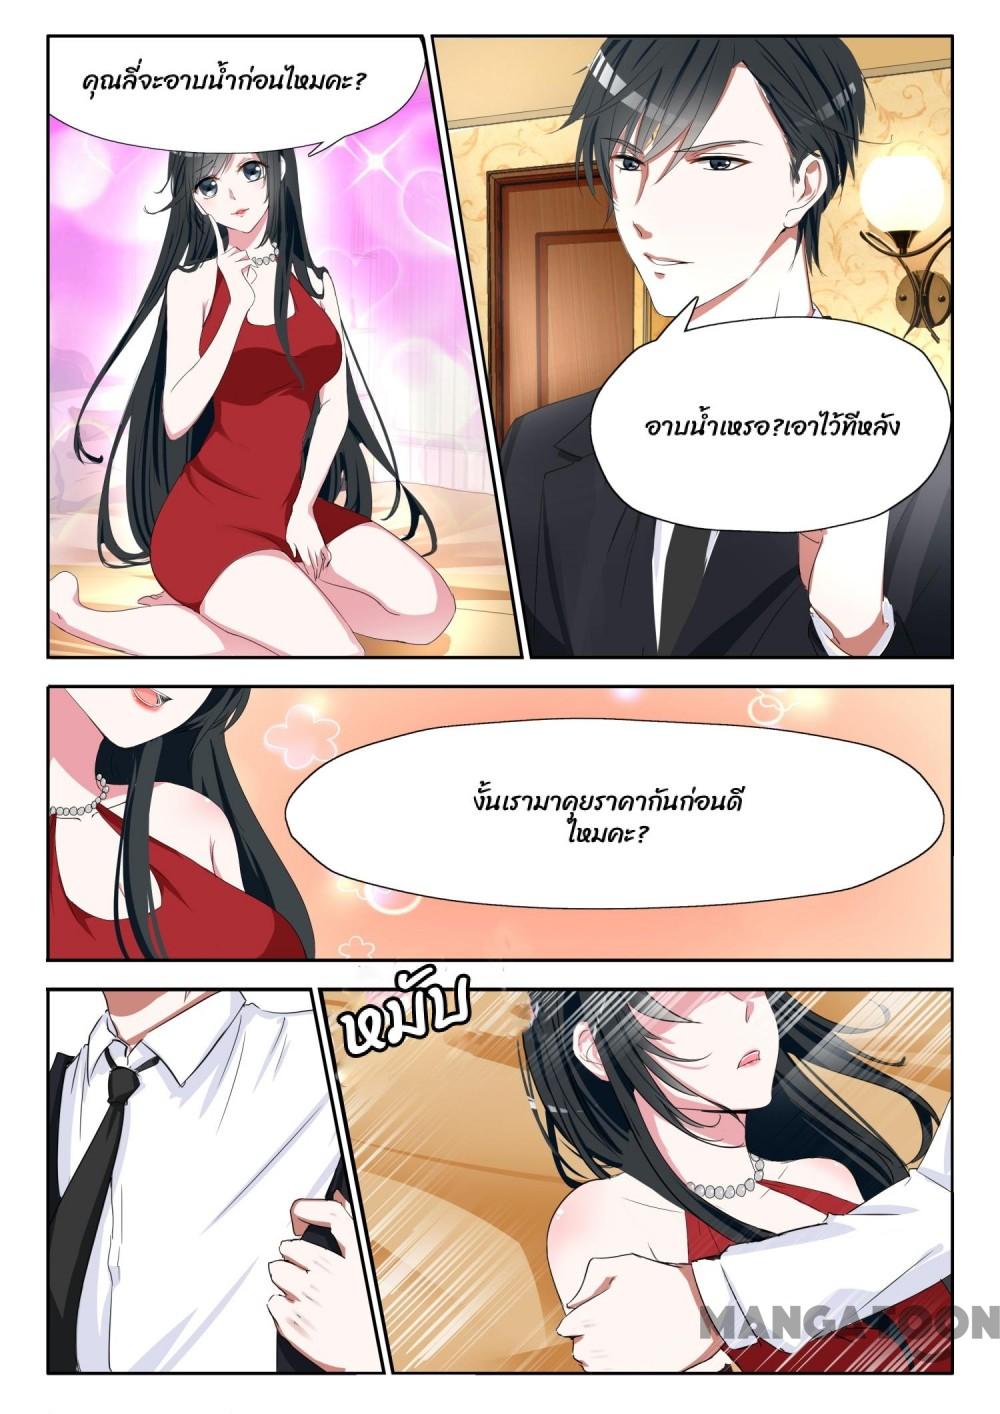 คุณลี่จะอาบน้ำก่อนไหมคะ?
อาบน้ำเหรอ?เอาไว้ทีหลัง
งั้นเรามาคุยราคากันก่อนดี
ไหมคะ?
หมับ
MANGATOON